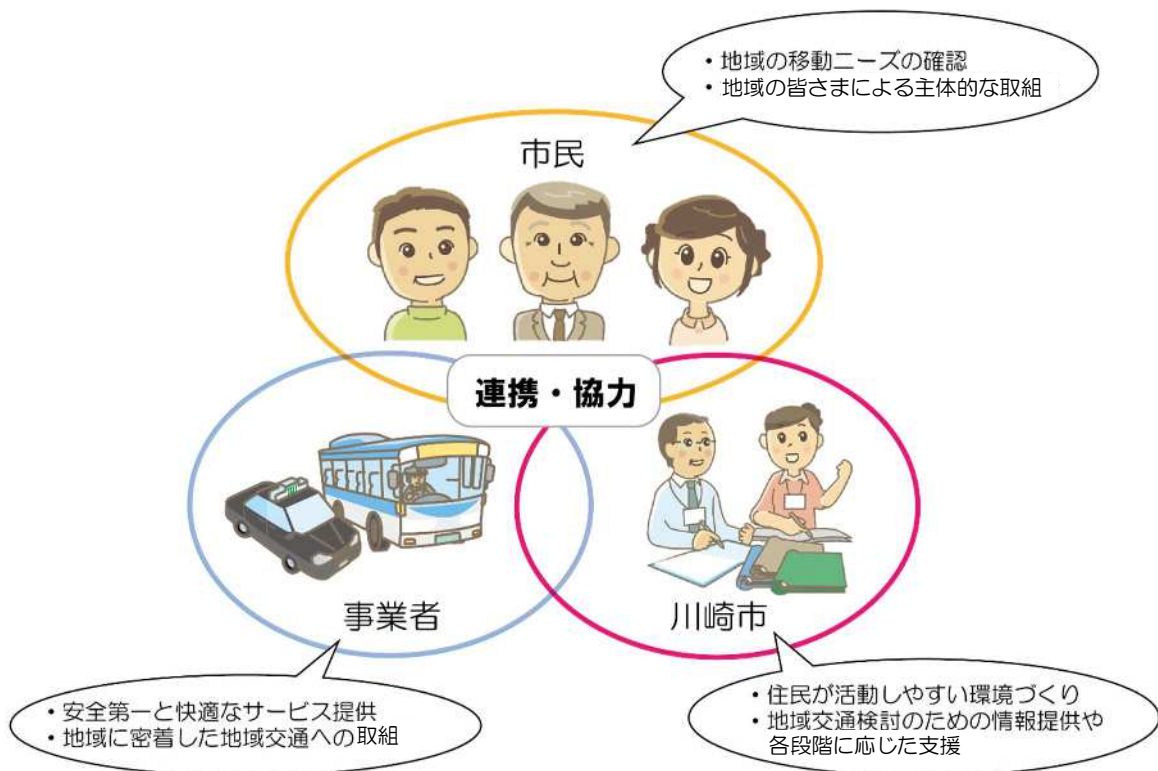 ・地域の移動ニーズの確認
・地域の皆さまによる主体的な取組
市民
連携・協力
事業者
川崎市
・安全第一と快適なサービス提供
・地域に密着した地域交通への取組
・住民が活動しやすい環境づくり
・地域交通検討のための情報提供や
各段階に応じた支援